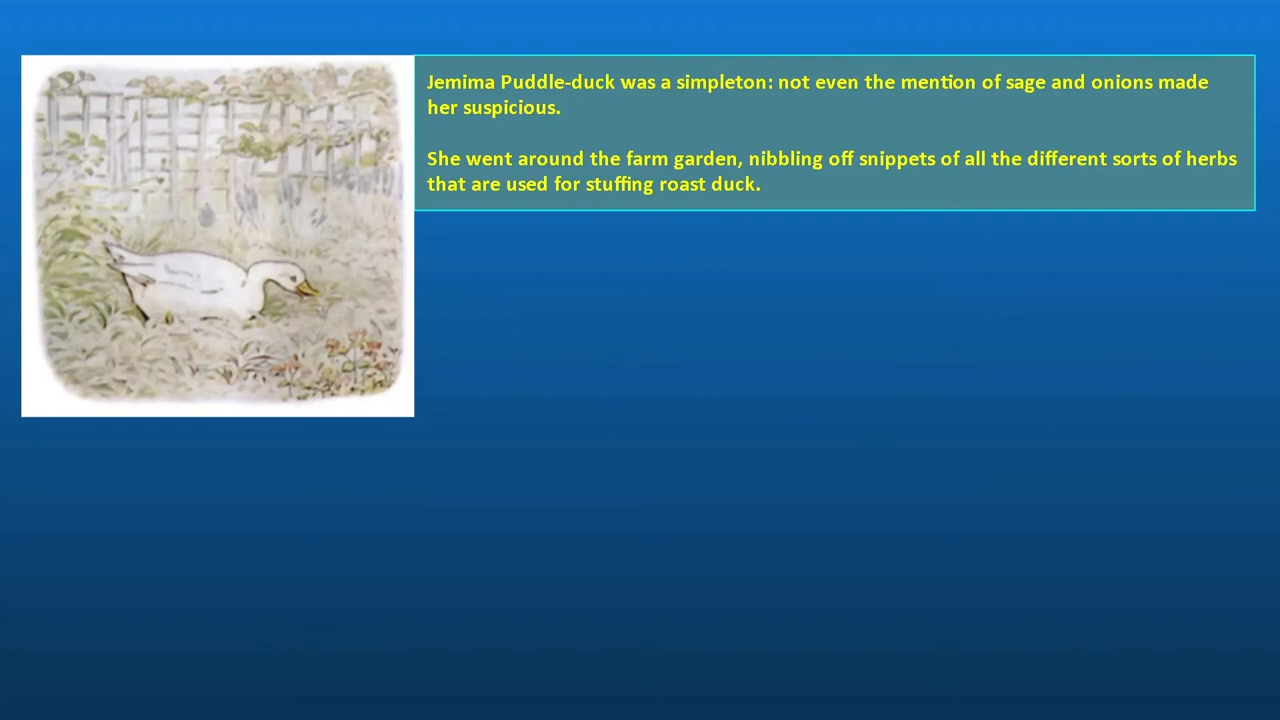 Jemima Puddle-duck was a simpleton: not even the mention of sage and onions made
her suspicious.
She went around the farm garden, nibbling off snippets of all the different sorts of herbs
that are used for stuffing roast duck.